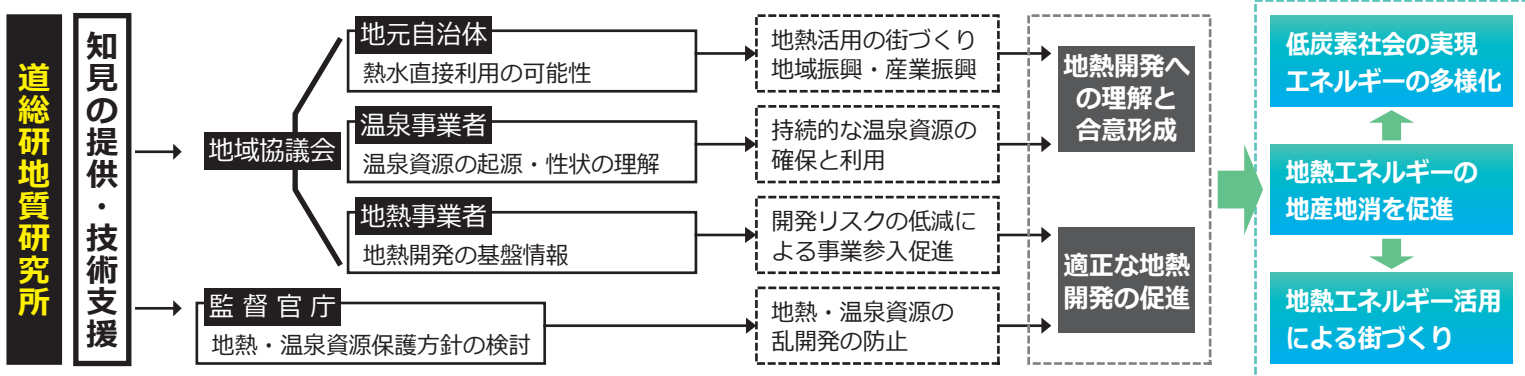 道総研地質研究所
知見の提供・技術支援
地域協議会
地元自治体
熱水直接利用の可能性
温泉事業者
温泉資源の起源・性状の理解
地熱事業者
地熱開発の基盤情報
監督官庁
地熱・温泉資源保護方針の検討
地熱活用の街づくり
地域振興・産業振興
持続的な温泉資源の
確保と利用
開発リスクの低減に
よる事業参入促進
地熱・温泉資源の
乱開発の防止
地熱開発へ
の理解と
合意形成
適正な地熱
開発の促進
低炭素社会の実現
エネルギーの多様化
地熱エネルギーの
地産地消を促進
地熱エネルギー活用
による街づくり